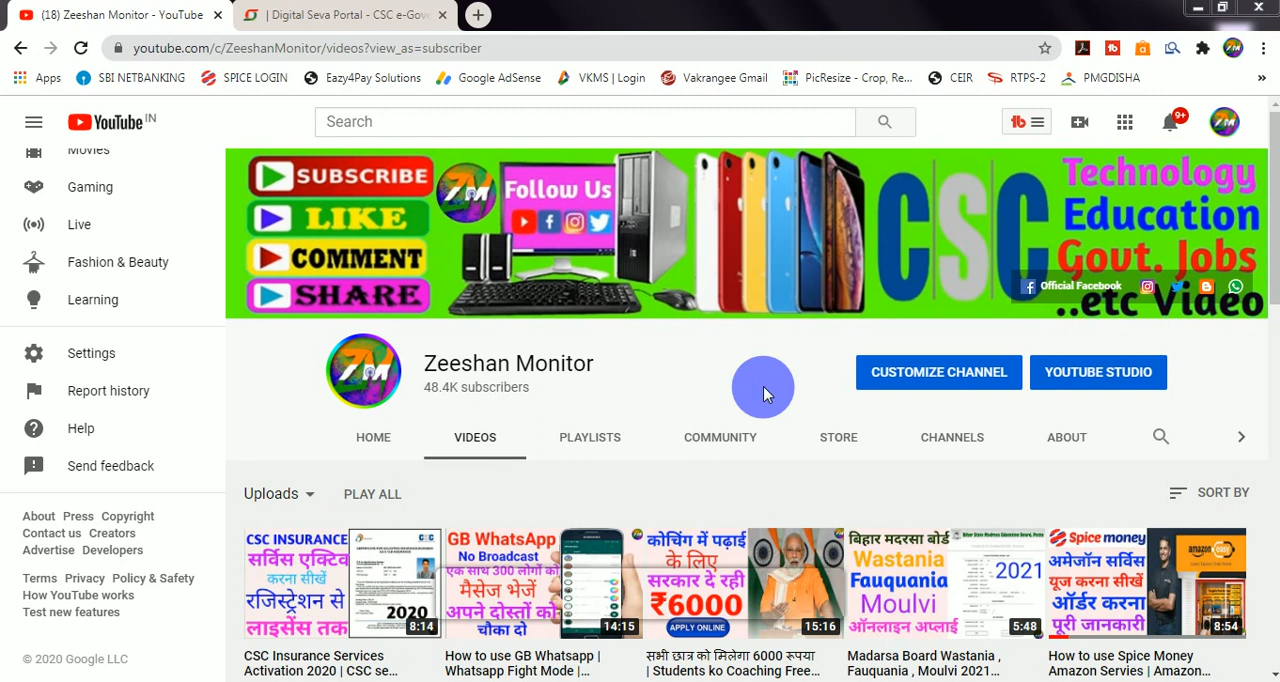 (18) Zeeshan Monitor - YouTube
| Digital Seva Portal - CSC e-Gove
youtube.com/c/ZeeshanMonitor/videos?view_as=subscriber
Apps SBI NETBANKING SPICE LOGIN Eazy4Pay Solutions Google AdSense VKMS | Login Vakrangee Gmail PicResize - Crop, Re... CEIR RTPS-2 PMGDISHA »
YouTube IN
Search
9+
Movies
Gaming
Live
Fashion & Beauty
Learning
Settings
Report history
Help
Send feedback
About Press Copyright
Contact us Creators
Advertise Developers
Terms Privacy Policy & Safety
How YouTube works
Test new features
© 2020 Google LLC
SUBSCRIBE
LIKE
COMMENT
SHARE
ZM
Follow Us
CSC
Technology
Education
Govt. Jobs
..etc Video
Official Facebook
ZM
Zeeshan Monitor
48.4K subscribers
CUSTOMIZE CHANNEL
YOUTUBE STUDIO
HOME VIDEOS PLAYLISTS COMMUNITY STORE CHANNELS ABOUT
Uploads PLAY ALL SORT BY
CSC INSURANCE
सर्विस एक्टिव
करना सीखें
रजिस्ट्रेशन से
लाइसेंस तक
2020
8:14
CSC Insurance Services
Activation 2020 | CSC se...
GB WhatsApp
No Broadcast
एक साथ 300 लोगों को
मैसेज भेजें
अपने दोस्तों को
चौका दो
14:15
How to use GB Whatsapp |
Whatsapp Fight Mode |...
कोचिंग में पढ़ाई
के लिए
सरकार दे रही
₹6000
APPLY ONLINE
15:16
सभी छात्र को मिलेगा 6000 रूपया
| Students ko Coaching Free...
बिहार मदरसा बोर्ड
Wastania
Fauquania
Moulvi
ऑनलाइन अप्लाई
2021
5:48
Madarsa Board Wastania ,
Fauquania , Moulvi 2021...
Spice money
अमेजॉन सर्विस
यूज करना सीखें
ऑर्डर करना
पूरी जानकारी
amazon easy
8:54
How to use Spice Money
Amazon Servies | Amazon...